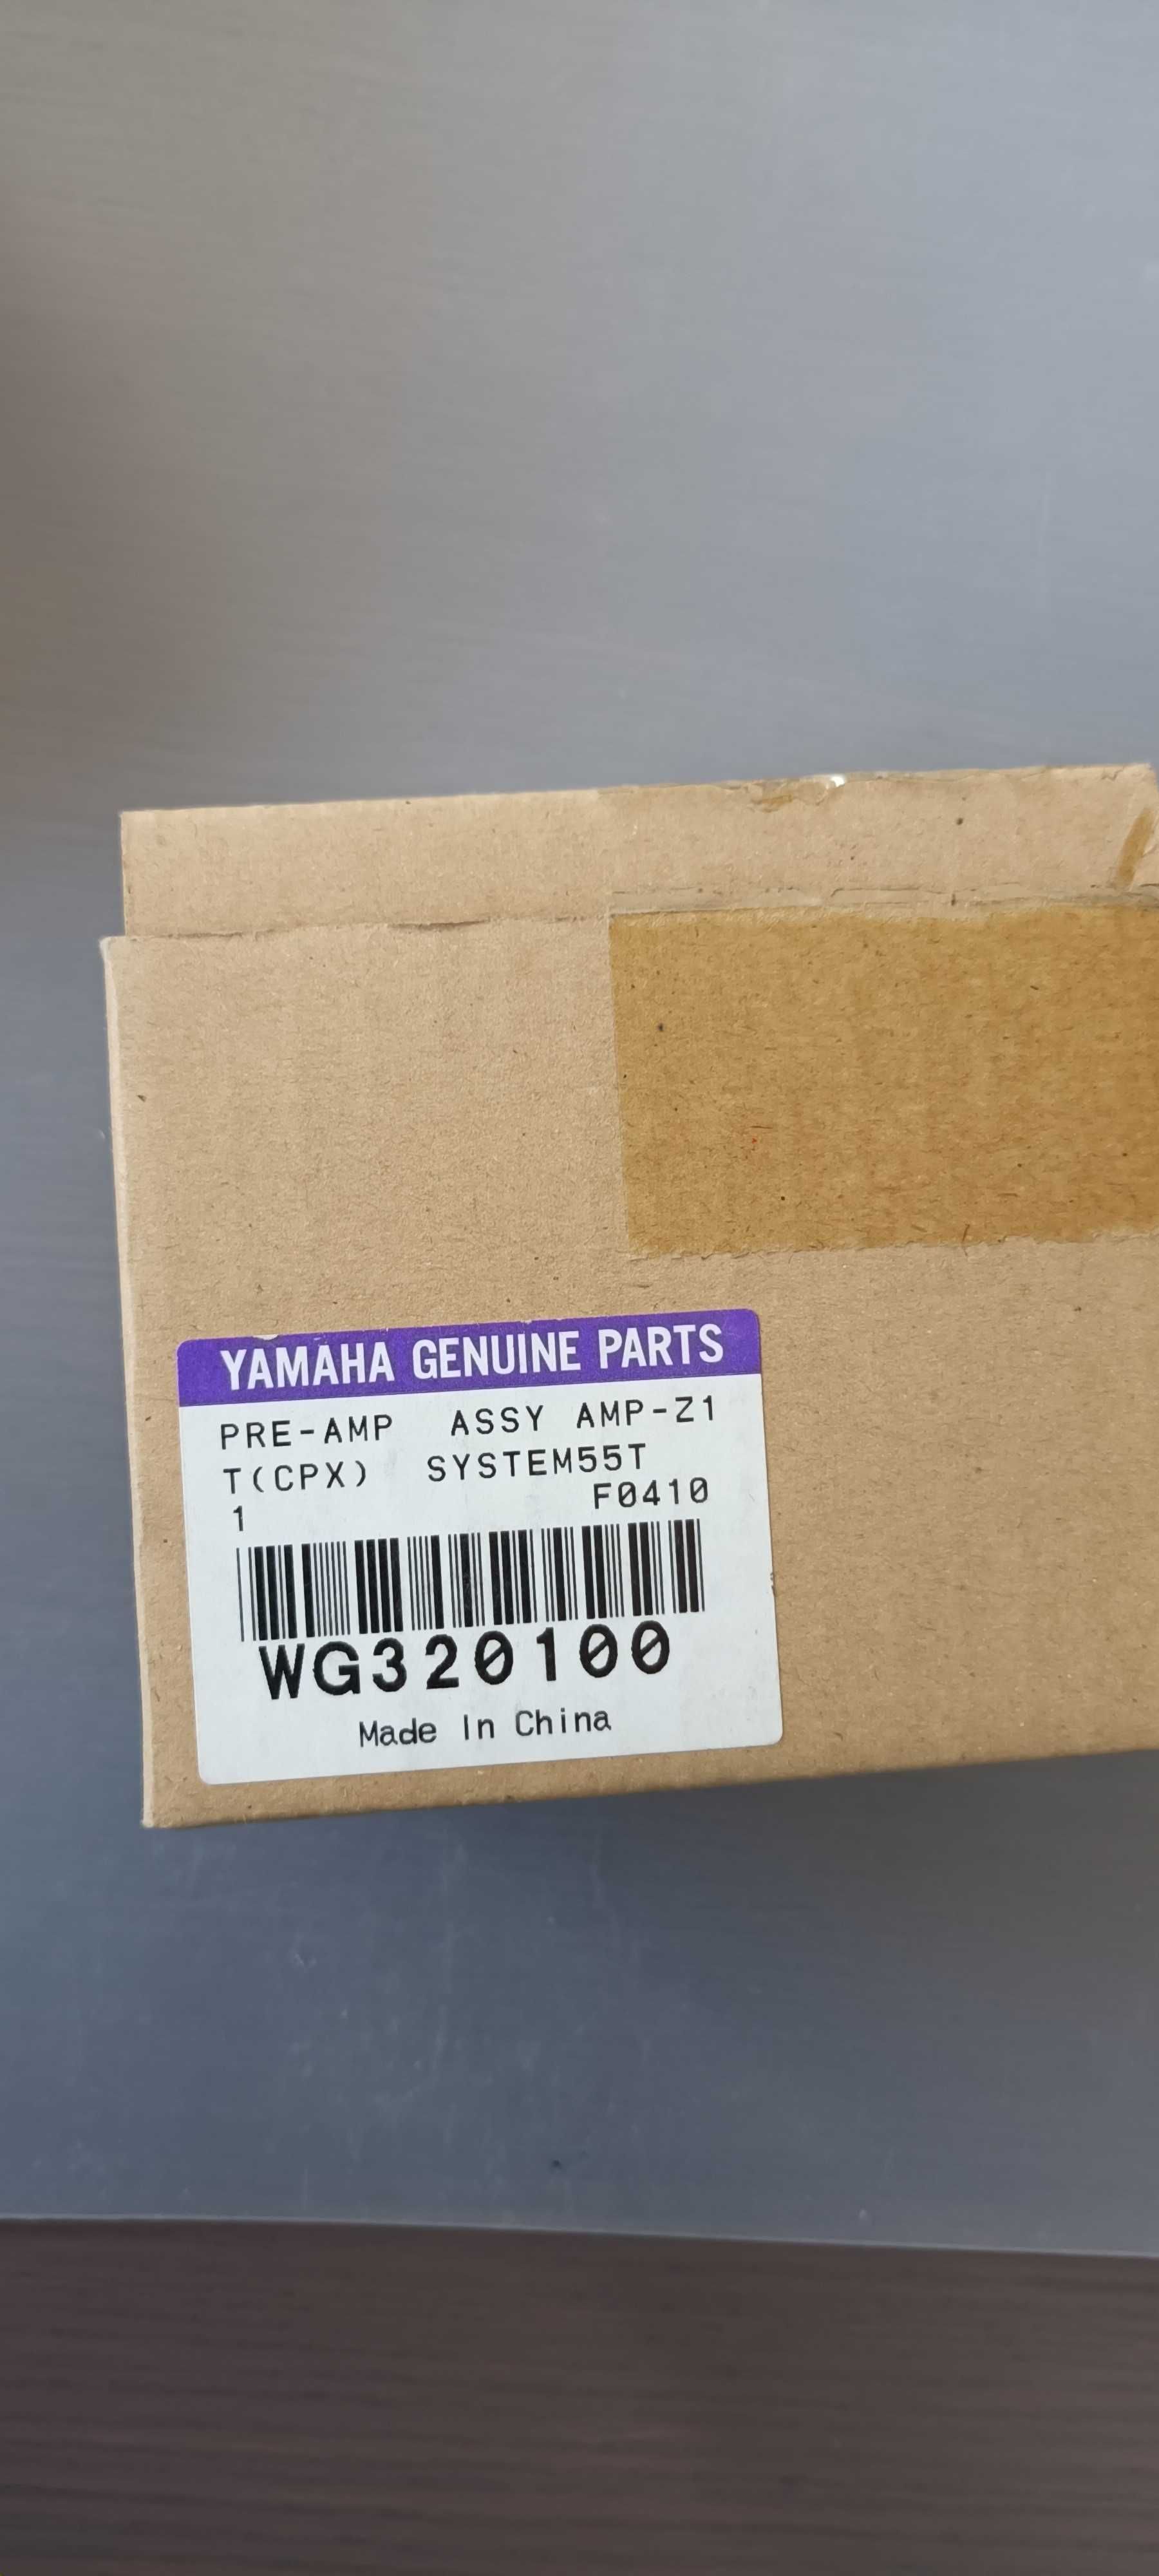 YAMAHA GENUINE PARTS
PRE-AMP ASSY AMP-Z1
T(CPX) SYSTEM55T
1 F0410
WG320100
Made In China